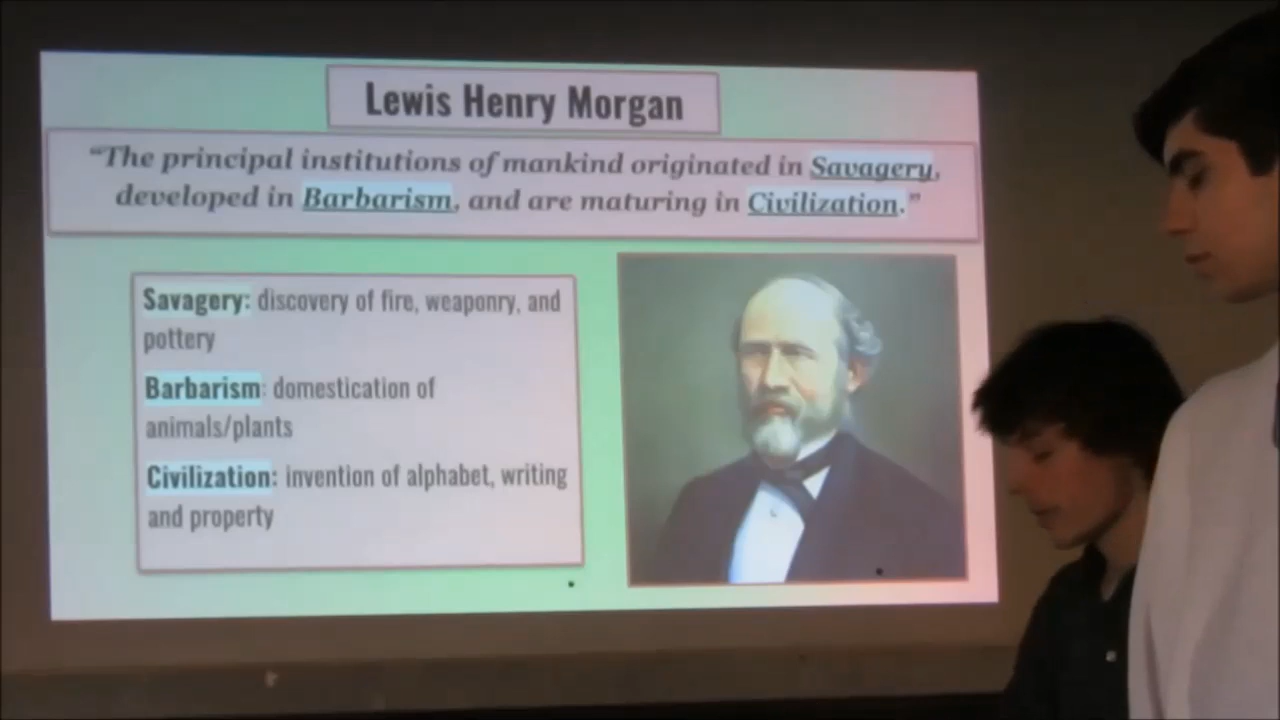 Lewis Henry Morgan
“The principal institutions of mankind originated in Savagery,
developed in Barbarism, and are maturing in Civilization.”
Savagery: discovery of fire, weaponry, and
pottery
Barbarism: domestication of
animals/plants
Civilization: invention of alphabet, writing
and property